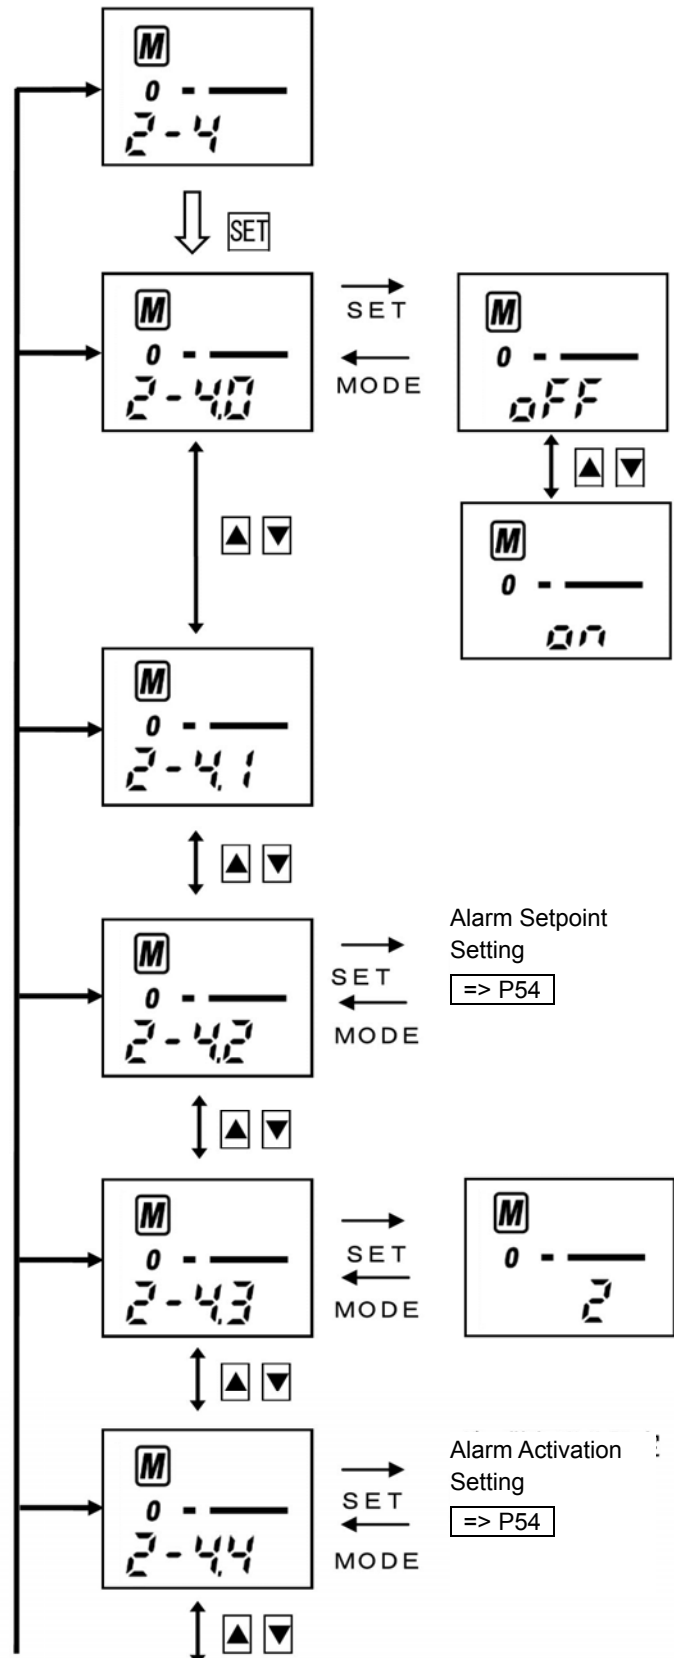 M
0
2-4
SET
M
0
2-4.0
SET
MODE
M
0
oFF
▲ ▼
M
0
on
▲ ▼
M
0
2-4.1
▲ ▼
M
0
2-4.2
SET
MODE
Alarm Setpoint
Setting
=> P54
▲ ▼
M
0
2-4.3
SET
MODE
M
0
2
▲ ▼
M
0
2-4.4
SET
MODE
Alarm Activation
Setting
=> P54
▲ ▼